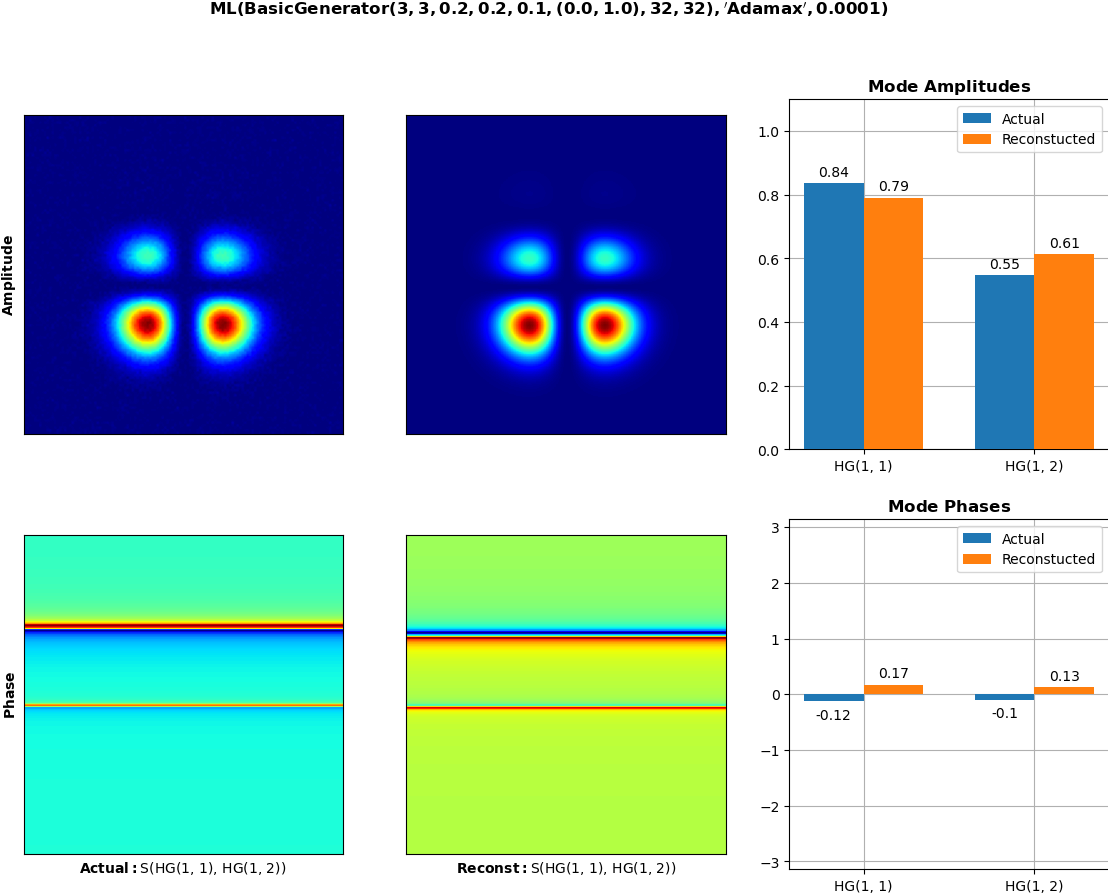 ML(BasicGenerator(3, 3, 0.2, 0.2, 0.1, (0.0, 1.0), 32, 32), 'Adamax', 0.0001)
Amplitude
Mode Amplitudes
Actual
Reconstucted
1.0
0.8
0.6
0.4
0.2
0.0
0.84
0.79
0.55
0.61
HG(1, 1)
HG(1, 2)
Phase
Actual: S(HG(1, 1), HG(1, 2))
Reconst: S(HG(1, 1), HG(1, 2))
Mode Phases
Actual
Reconstucted
3
2
1
0
−1
−2
−3
-0.12
0.17
-0.1
0.13
HG(1, 1)
HG(1, 2)